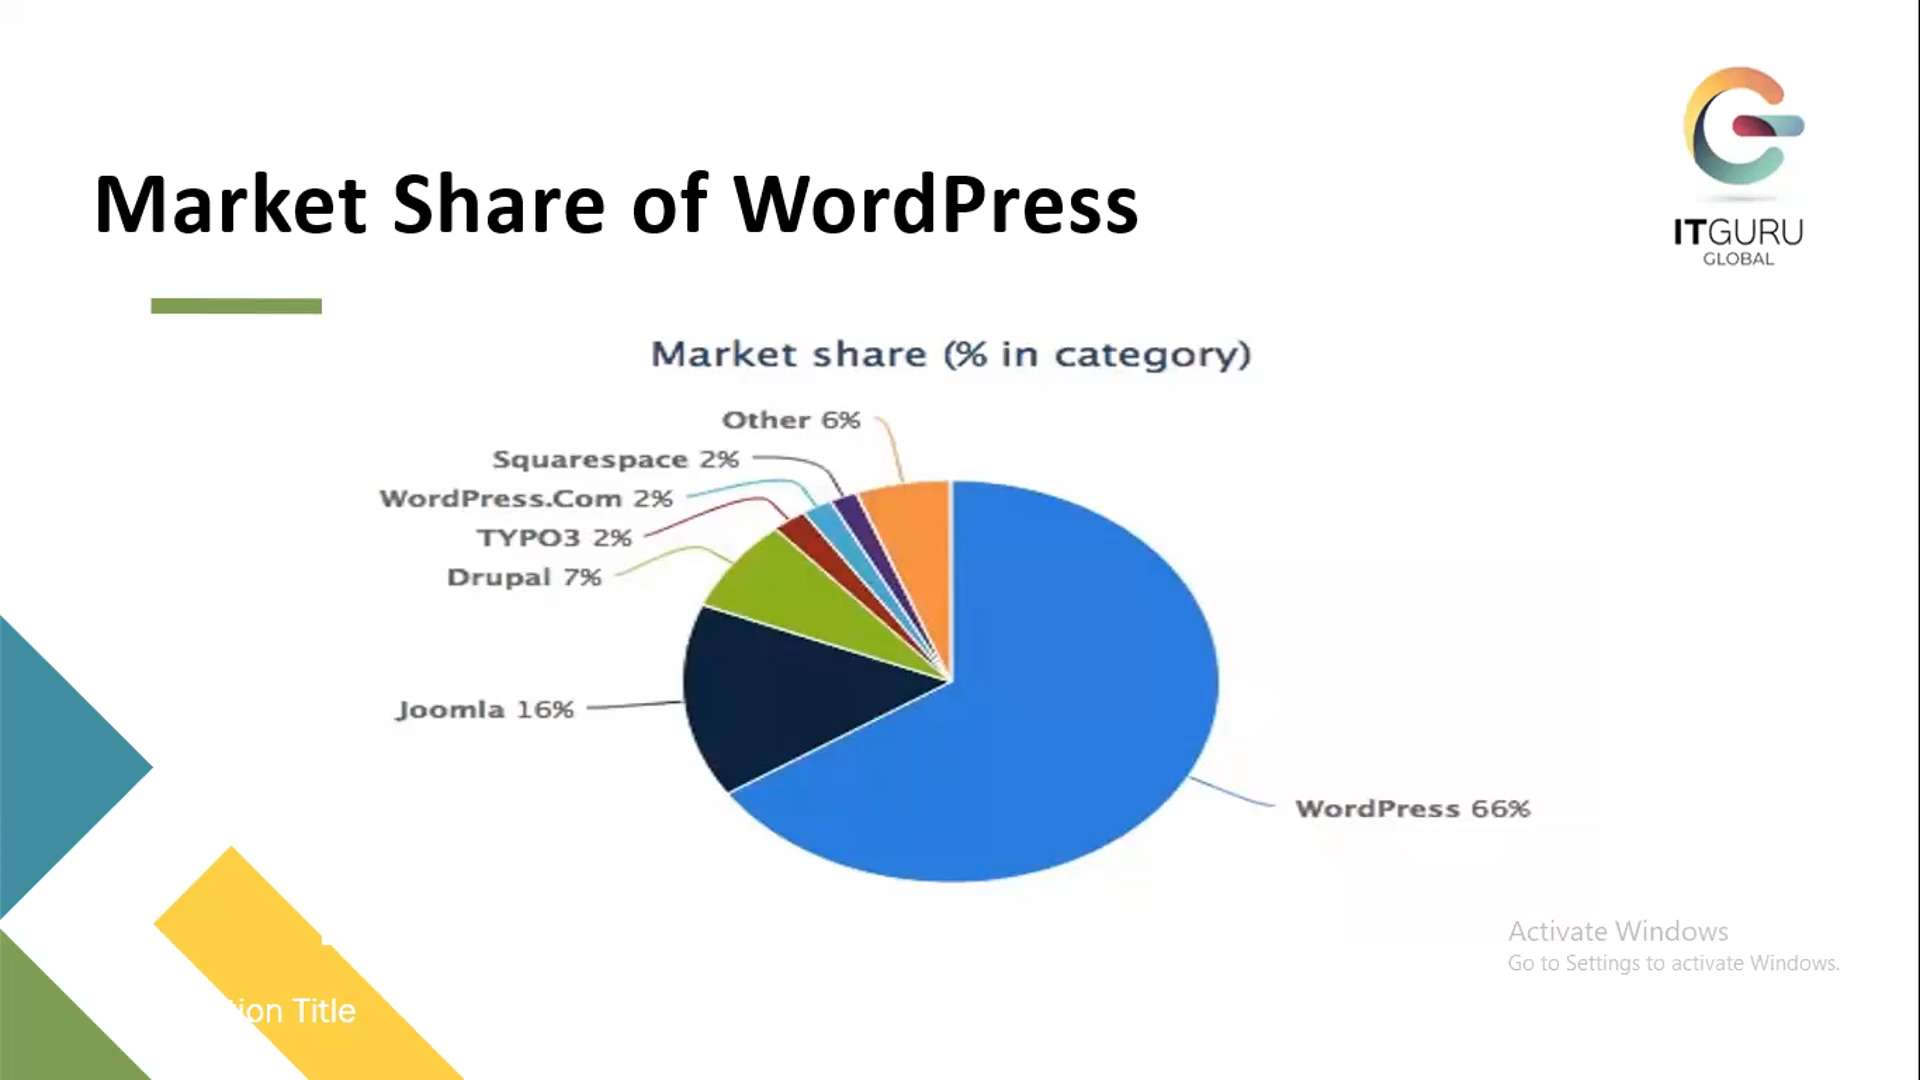 Market Share of WordPress
ITGURU
GLOBAL
Market share (% in category)
Other 6%
Squarespace 2%
WordPress.Com 2%
TYPO3 2%
Drupal 7%
Joomla 16%
WordPress 66%
Activate Windows
Go to Settings to activate Windows.
Title